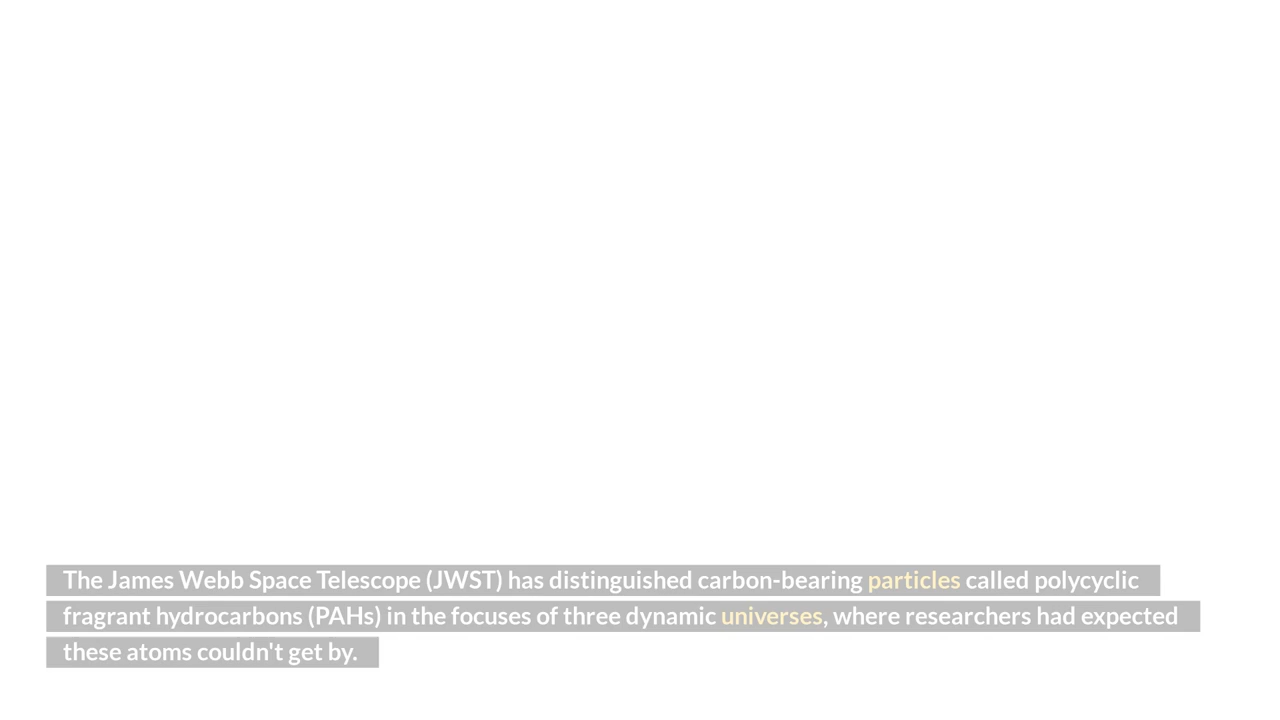 The James Webb Space Telescope (JWST) has distinguished carbon-bearing particles called polycyclic
fragrant hydrocarbons (PAHs) in the focuses of three dynamic universes, where researchers had expected
these atoms couldn't get by.